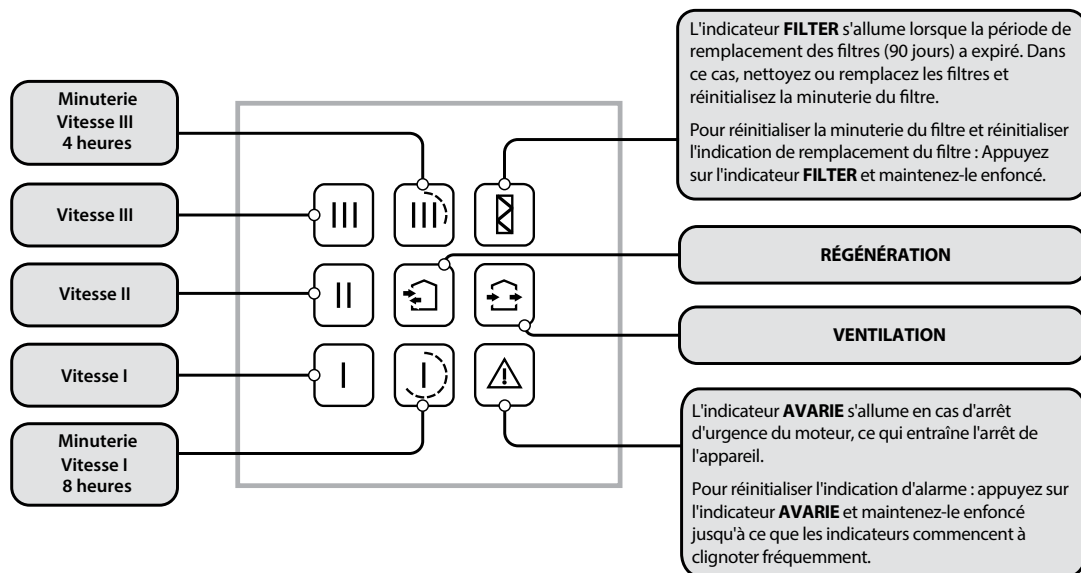 Minuterie
Vitesse III
4 heures
Vitesse III
Vitesse II
Vitesse I
Minuterie
Vitesse I
8 heures
III
III
II
I
I
L'indicateur FILTER s'allume lorsque la période de
remplacement des filtres (90 jours) a expiré. Dans
ce cas, nettoyez ou remplacez les filtres et
réinitialisez la minuterie du filtre.
Pour réinitialiser la minuterie du filtre et réinitialiser
l'indication de remplacement du filtre : Appuyez
sur l'indicateur FILTER et maintenez-le enfoncé.
RÉGÉNÉRATION
VENTILATION
L'indicateur AVARIE s'allume en cas d'arrêt
d'urgence du moteur, ce qui entraîne l'arrêt de
l'appareil.
Pour réinitialiser l'indication d'alarme : appuyez sur
l'indicateur AVARIE et maintenez-le enfoncé
jusqu'à ce que les indicateurs commencent à
clignoter fréquemment.